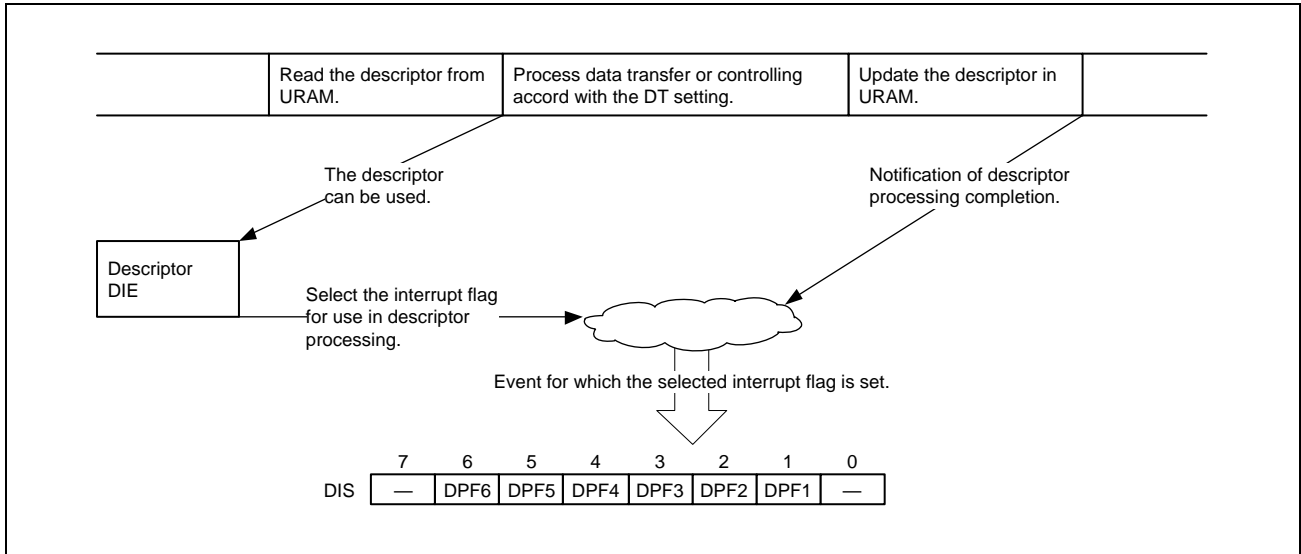 Read the descriptor from
URAM.
Process data transfer or controlling
accord with the DT setting.
Update the descriptor in
URAM.
The descriptor
can be used.
Notification of descriptor
processing completion.
Descriptor
DIE
Select the interrupt flag
for use in descriptor
processing.
Event for which the selected interrupt flag is set.
7 6 5 4 3 2 1 0
DIS — DPF6 DPF5 DPF4 DPF3 DPF2 DPF1 —